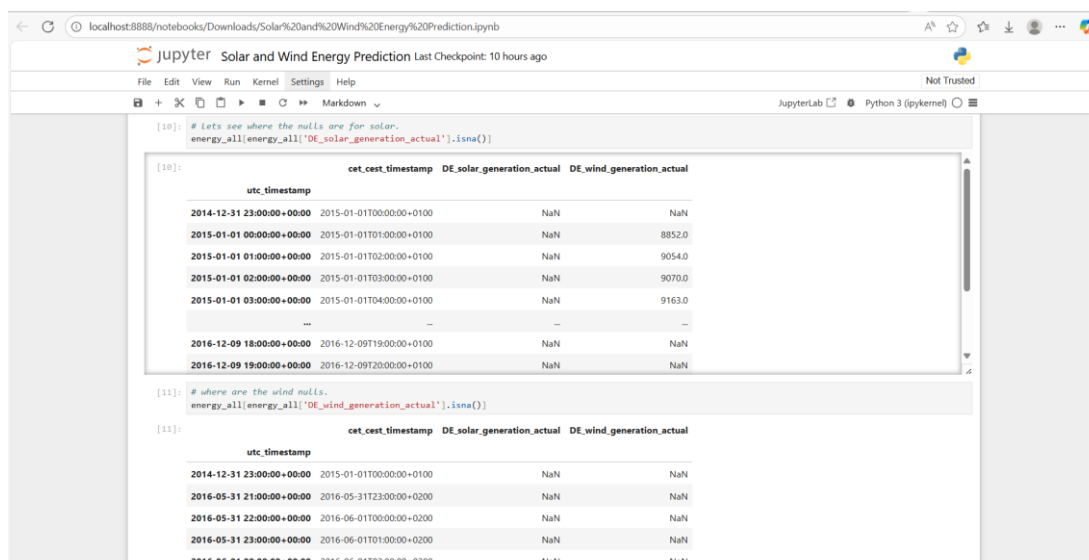 localhost:8888/notebooks/Downloads/Solar%20and%20Wind%20Energy%20Prediction.ipynb
jupyter Solar and Wind Energy Prediction Last Checkpoint: 10 hours ago
File Edit View Run Kernel Settings Help Not Trusted
Markdown JupyterLab Python 3 (ipykernel)
[10]: # Lets see where the nulls are for solar.
energy_all[energy_all['DE_solar_generation_actual'].isna()]
[10]: cet_cest_timestamp DE_solar_generation_actual DE_wind_generation_actual
utc_timestamp
2014-12-31 23:00:00+00:00 2015-01-01T00:00:00+0100 NaN NaN
2015-01-01 00:00:00+00:00 2015-01-01T01:00:00+0100 NaN 8852.0
2015-01-01 01:00:00+00:00 2015-01-01T02:00:00+0100 NaN 9054.0
2015-01-01 02:00:00+00:00 2015-01-01T03:00:00+0100 NaN 9070.0
2015-01-01 03:00:00+00:00 2015-01-01T04:00:00+0100 NaN 9163.0
... ... ... ...
2016-12-09 18:00:00+00:00 2016-12-09T19:00:00+0100 NaN NaN
2016-12-09 19:00:00+00:00 2016-12-09T20:00:00+0100 NaN NaN
[11]: # where are the wind nulls.
energy_all[energy_all['DE_wind_generation_actual'].isna()]
[11]: cet_cest_timestamp DE_solar_generation_actual DE_wind_generation_actual
utc_timestamp
2014-12-31 23:00:00+00:00 2015-01-01T00:00:00+0100 NaN NaN
2016-05-31 21:00:00+00:00 2016-05-31T23:00:00+0200 NaN NaN
2016-05-31 22:00:00+00:00 2016-06-01T00:00:00+0200 NaN NaN
2016-05-31 23:00:00+00:00 2016-06-01T01:00:00+0200 NaN NaN